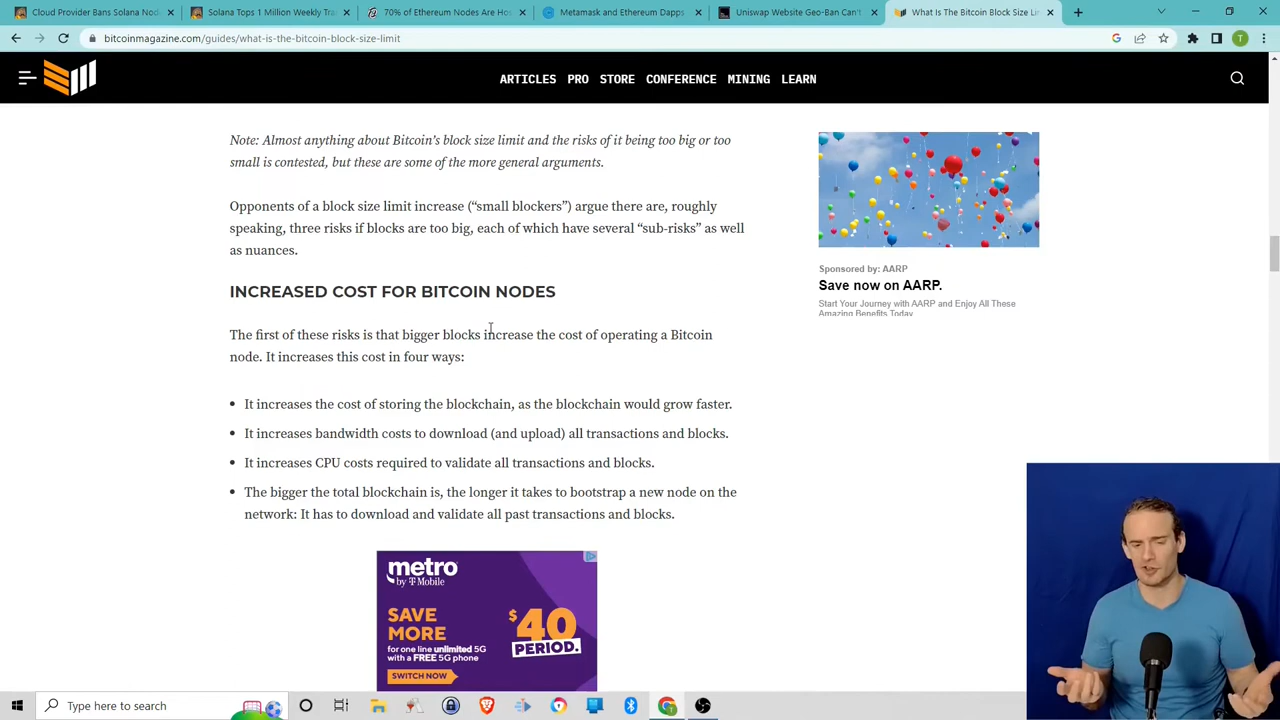 Cloud Provider Bans Solana Node
Solana Tops 1 Million Weekly Tra
70% of Ethereum Nodes Are Hos
Metamask and Ethereum Dapps
Uniswap Website Geo-Ban Can't
What Is The Bitcoin Block Size Lim
bitcoinmagazine.com/guides/what-is-the-bitcoin-block-size-limit
G
T
ARTICLES PRO STORE CONFERENCE MINING LEARN
Note: Almost anything about Bitcoin's block size limit and the risks of it being too big or too
small is contested, but these are some of the more general arguments.
Opponents of a block size limit increase (“small blockers”) argue there are, roughly
speaking, three risks if blocks are too big, each of which have several “sub-risks” as well
as nuances.
INCREASED COST FOR BITCOIN NODES
The first of these risks is that bigger blocks increase the cost of operating a Bitcoin
node. It increases this cost in four ways:
• It increases the cost of storing the blockchain, as the blockchain would grow faster.
• It increases bandwidth costs to download (and upload) all transactions and blocks.
• It increases CPU costs required to validate all transactions and blocks.
• The bigger the total blockchain is, the longer it takes to bootstrap a new node on the
network: It has to download and validate all past transactions and blocks.
Sponsored by: AARP
Save now on AARP.
Start Your Journey with AARP and Enjoy All These
Amazing Benefits Today
metro
by T Mobile
SAVE
MORE
for one line unlimited 5G
with a FREE 5G phone
SWITCH NOW
$40
PERIOD.
Type here to search